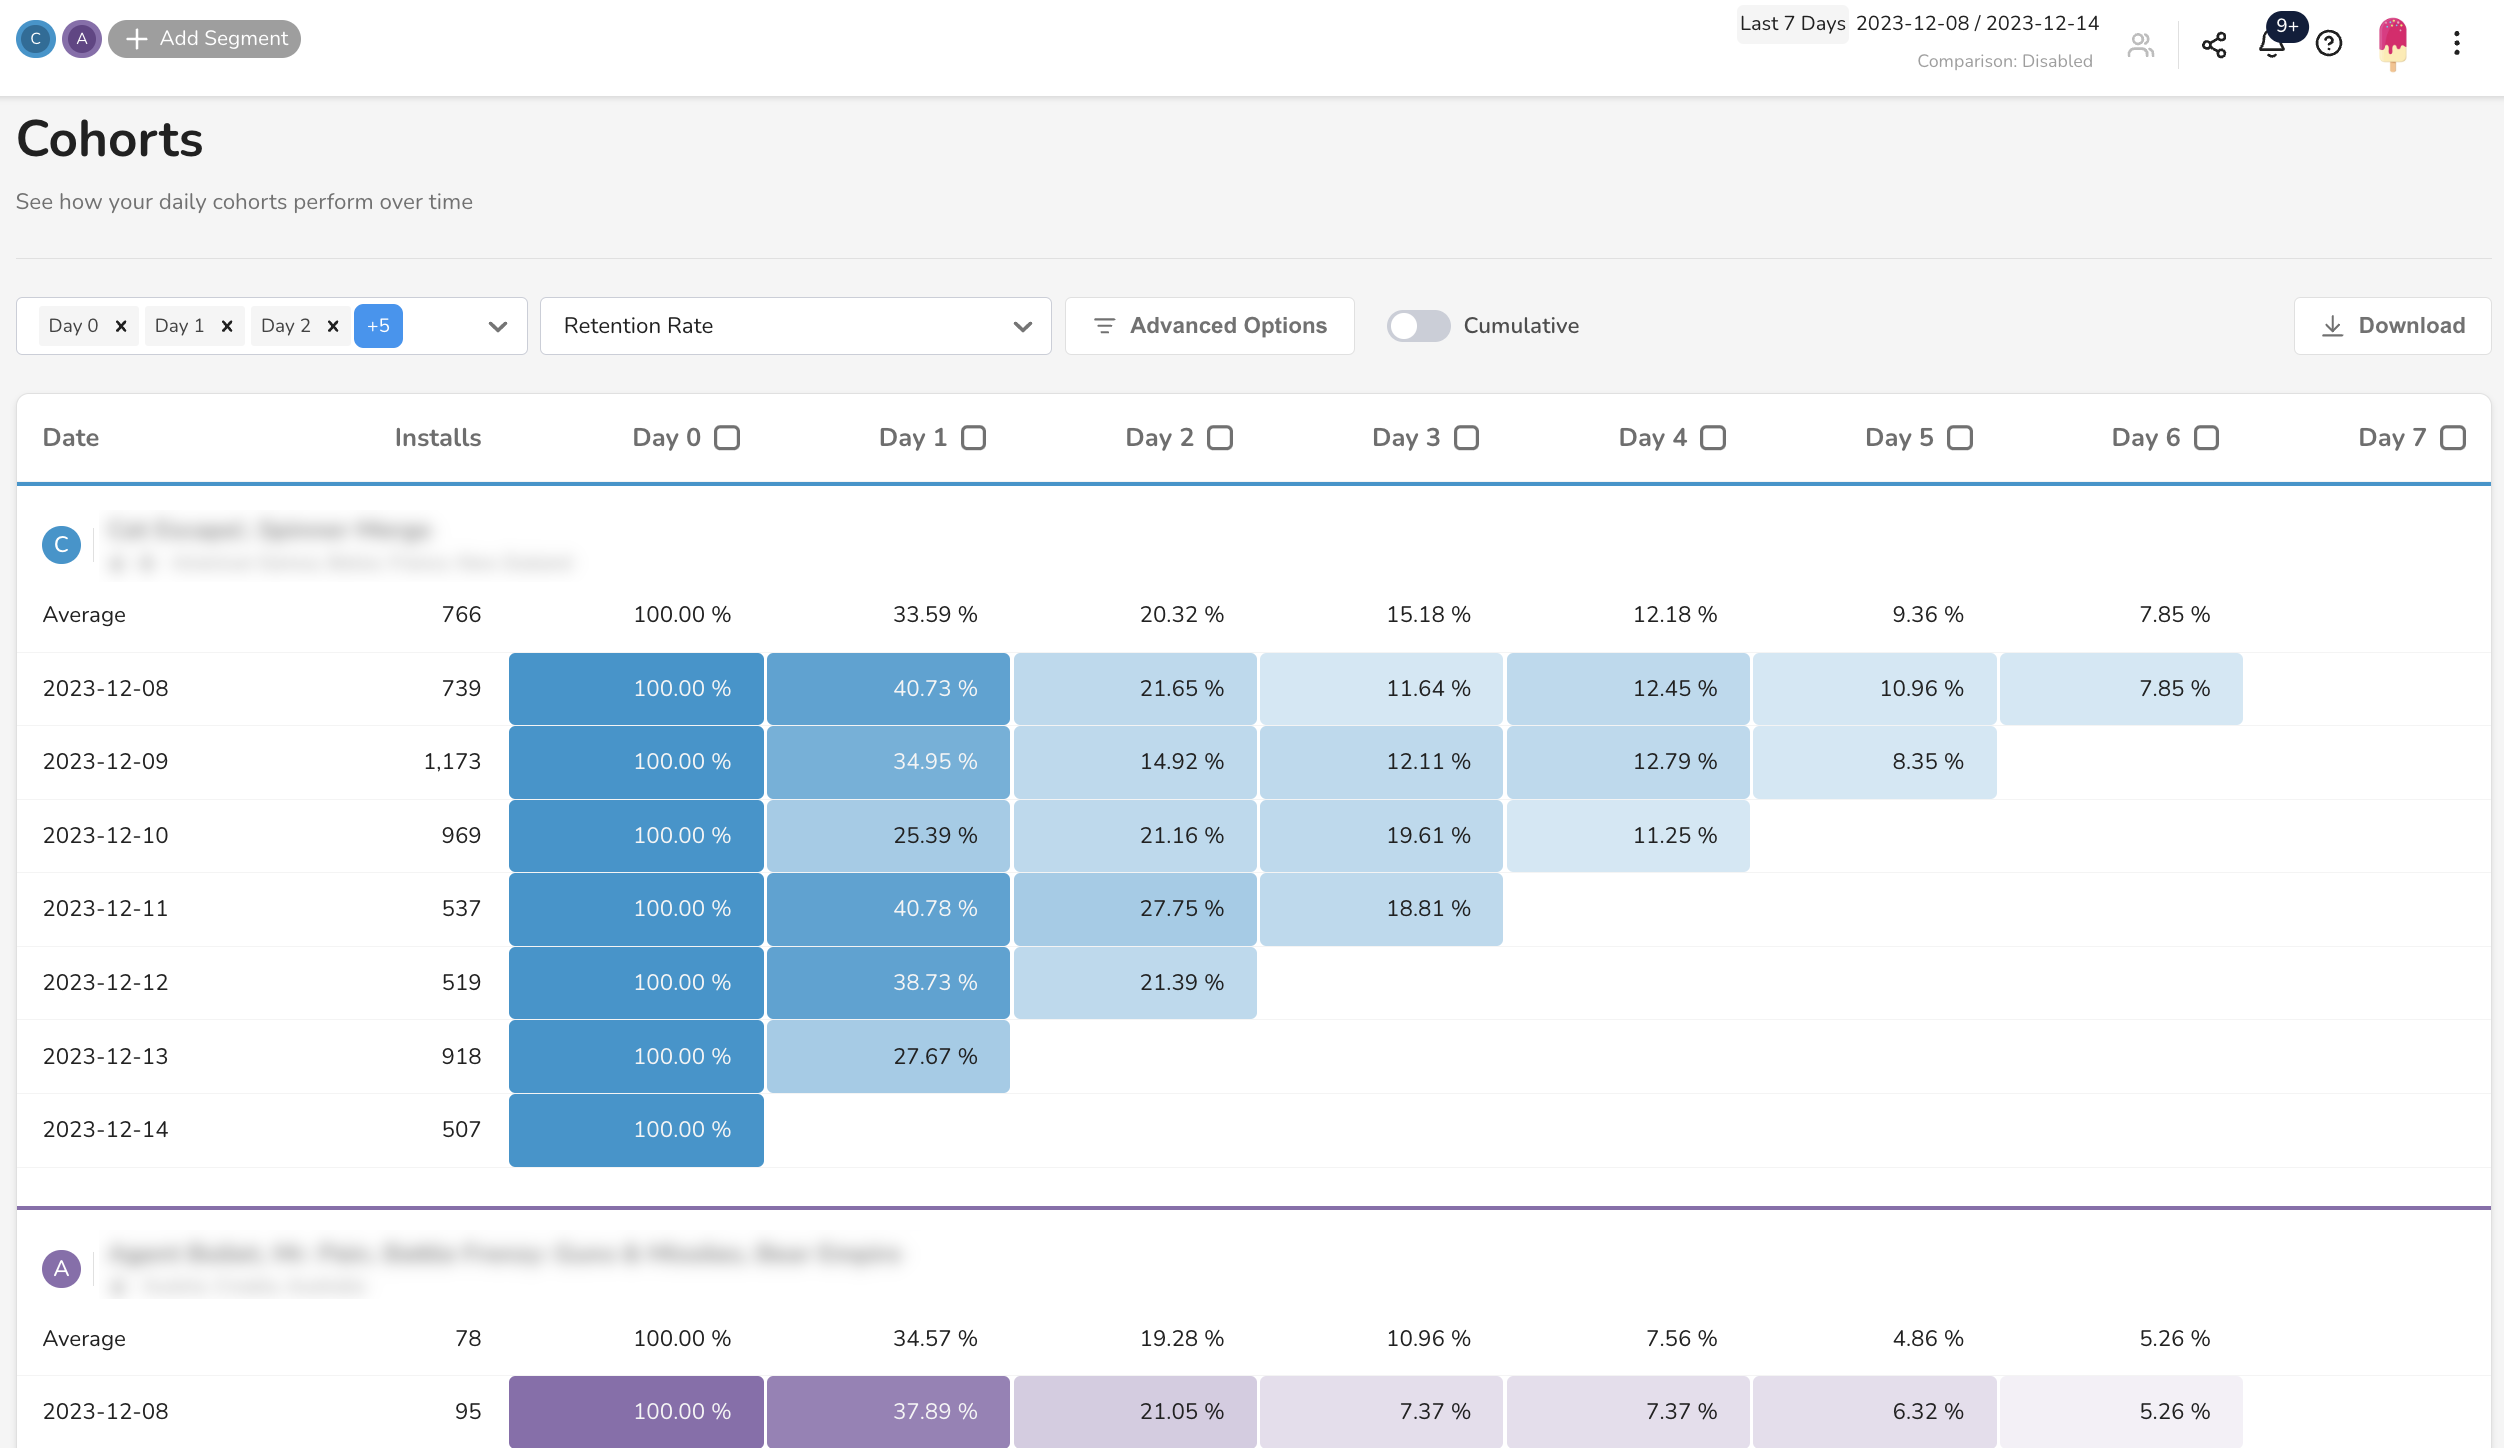 C A + Add Segment Last 7 Days 2023-12-08 / 2023-12-14 9+
Comparison: Disabled
Cohorts
See how your daily cohorts perform over time
Day 0 × Day 1 × Day 2 × +5 Retention Rate Advanced Options Cumulative Download
Date Installs Day 0 Day 1 Day 2 Day 3 Day 4 Day 5 Day 6 Day 7
C
Average 766 100.00 % 33.59 % 20.32 % 15.18 % 12.18 % 9.36 % 7.85 %
2023-12-08 739 100.00 % 40.73 % 21.65 % 11.64 % 12.45 % 10.96 % 7.85 %
2023-12-09 1,173 100.00 % 34.95 % 14.92 % 12.11 % 12.79 % 8.35 %
2023-12-10 969 100.00 % 25.39 % 21.16 % 19.61 % 11.25 %
2023-12-11 537 100.00 % 40.78 % 27.75 % 18.81 %
2023-12-12 519 100.00 % 38.73 % 21.39 %
2023-12-13 918 100.00 % 27.67 %
2023-12-14 507 100.00 %
A
Average 78 100.00 % 34.57 % 19.28 % 10.96 % 7.56 % 4.86 % 5.26 %
2023-12-08 95 100.00 % 37.89 % 21.05 % 7.37 % 7.37 % 6.32 % 5.26 %